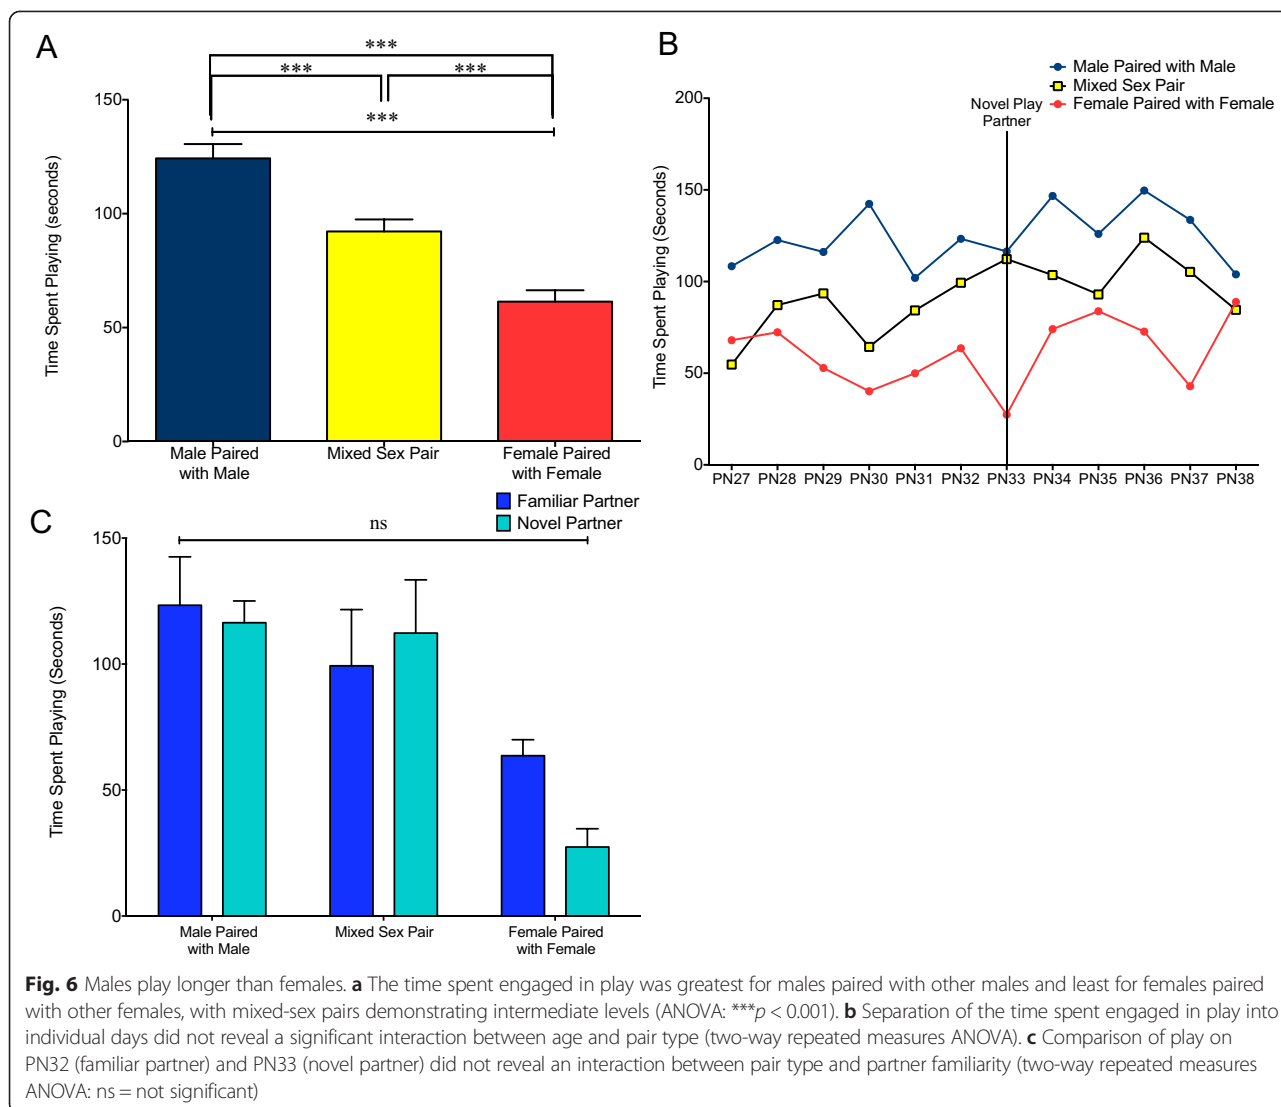 A
***
***
***
***
Time Spent Playing (seconds)
150
100
50
0
Male Paired
with Male
Mixed Sex Pair
Female Paired
with Female
B
Male Paired with Male
Mixed Sex Pair
Female Paired with Female
Novel Play
Partner
Time Spent Playing (Seconds)
200
150
100
50
0
PN27 PN28 PN29 PN30 PN31 PN32 PN33 PN34 PN35 PN36 PN37 PN38
C
Familiar Partner
Novel Partner
ns
Time Spent Playing (Seconds)
150
100
50
0
Male Paired
with Male
Mixed Sex Pair
Female Paired
with Female
Fig. 6 Males play longer than females. a The time spent engaged in play was greatest for males paired with other males and least for females paired
with other females, with mixed-sex pairs demonstrating intermediate levels (ANOVA: ***p < 0.001). b Separation of the time spent engaged in play into
individual days did not reveal a significant interaction between age and pair type (two-way repeated measures ANOVA). c Comparison of play on
PN32 (familiar partner) and PN33 (novel partner) did not reveal an interaction between pair type and partner familiarity (two-way repeated measures
ANOVA: ns = not significant)